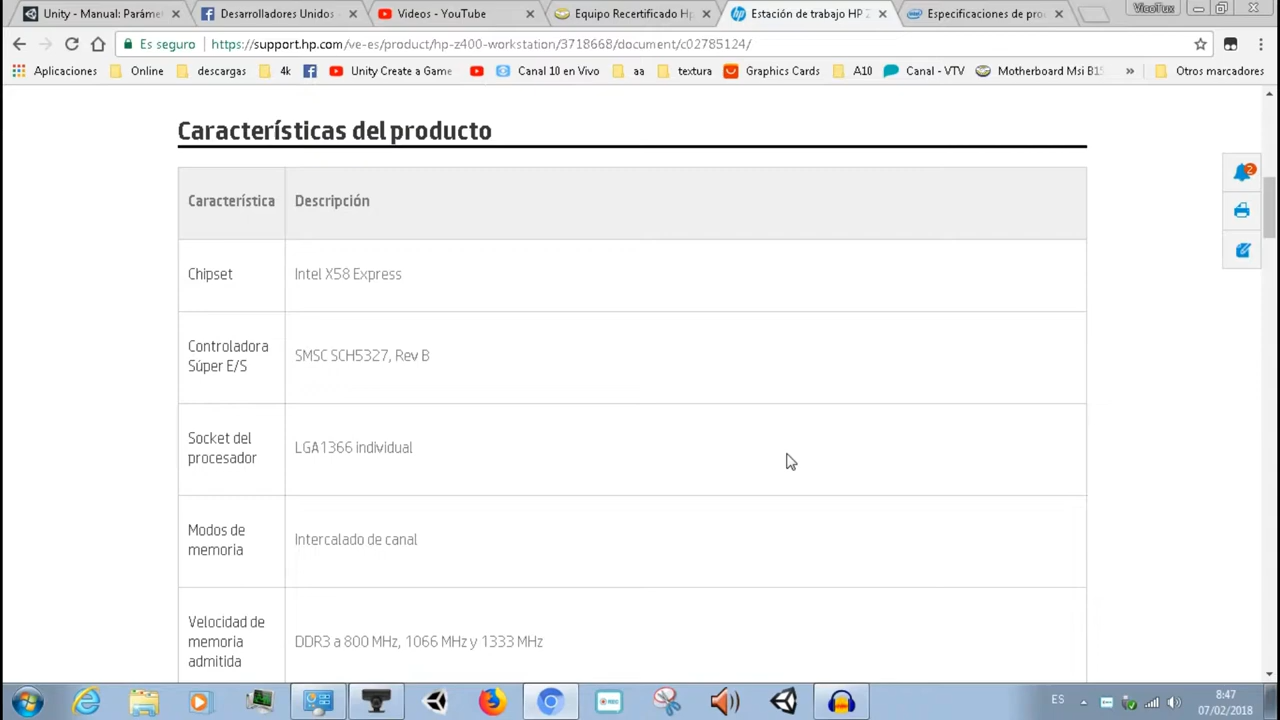 Unity - Manual: Paráme
Desarrolladores Unidos -
Videos - YouTube
Equipo Recertificado Hp
Estación de trabajo HP Z
Especificaciones de pro
VicoTux
Es seguro
https://support.hp.com/ve-es/product/hp-z400-workstation/3718668/document/c02785124/
Aplicaciones
Online
descargas
4k
Unity Create a Game
Canal 10 en Vivo
aa
textura
Graphics Cards
A10
Canal - VTV
Motherboard Msi B15
»
Otros marcadores
Características del producto
2
Característica
Descripción
Chipset
Intel X58 Express
Controladora
Súper E/S
SMSC SCH5327, Rev B
Socket del
procesador
LGA1366 individual
Modos de
memoria
Intercalado de canal
Velocidad de
memoria
admitida
DDR3 a 800 MHz, 1066 MHz y 1333 MHz
ES
8:47
07/02/2018